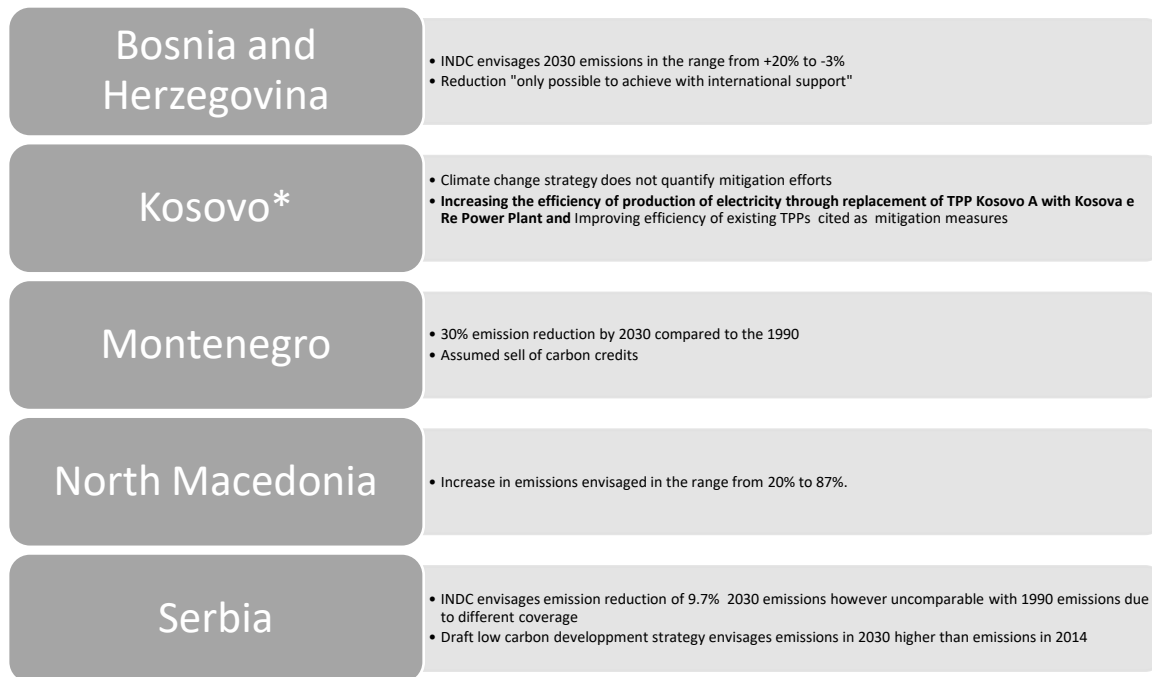 Bosnia and
Herzegovina
• INDC envisages 2030 emissions in the range from +20% to -3%
• Reduction "only possible to achieve with international support"
Kosovo*
• Climate change strategy does not quantify mitigation efforts
• Increasing the efficiency of production of electricity through replacement of TPP Kosovo A with Kosova e
Re Power Plant and Improving efficiency of existing TPPs cited as mitigation measures
Montenegro
• 30% emission reduction by 2030 compared to the 1990
• Assumed sell of carbon credits
North Macedonia
• Increase in emissions envisaged in the range from 20% to 87%.
Serbia
• INDC envisages emission reduction of 9.7% 2030 emissions however uncomparable with 1990 emissions due
to different coverage
• Draft low carbon developpment strategy envisages emissions in 2030 higher than emissions in 2014